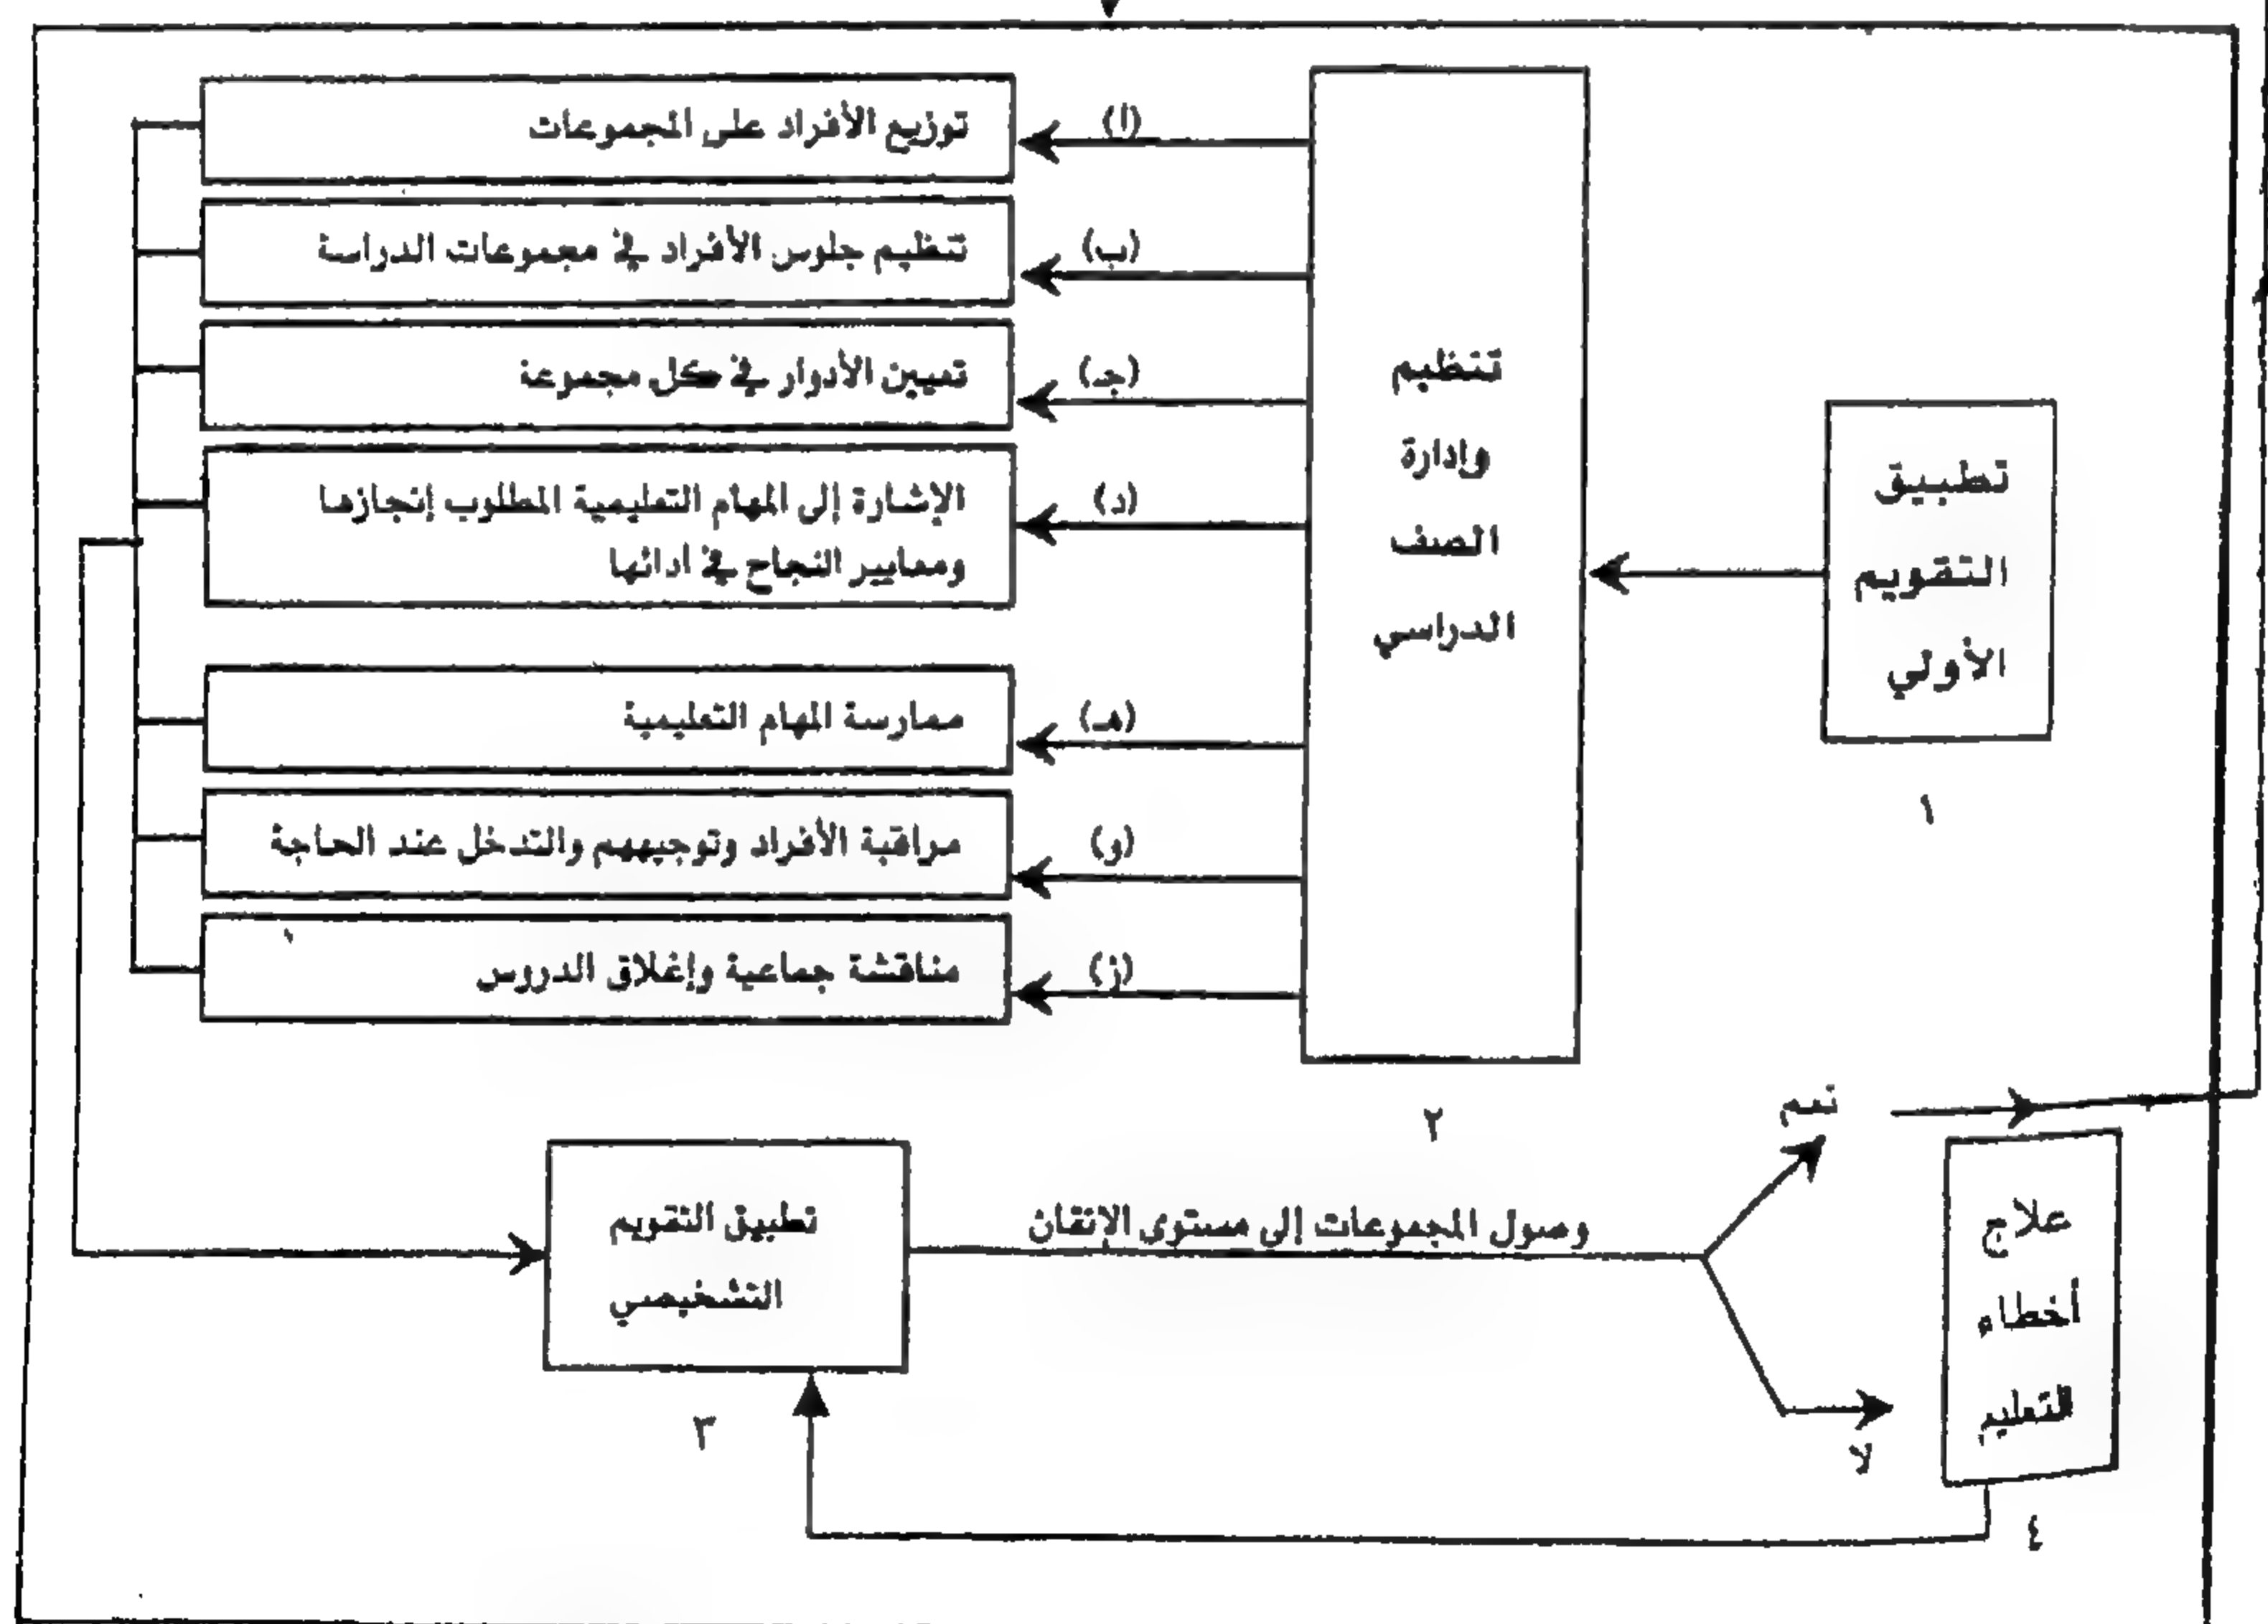 تطبيق
التقويم
الأولي
١
تنظيم
وإدارة
الصف
الدراسي
٢
(أ)
توزيع الأفراد على المجموعات
(ب)
تنظيم جلوس الأفراد في مجموعات الدراسة
(جـ)
تعيين الأدوار في كل مجموعة
(د)
الإشارة إلى المهام التعليمية المطلوب إنجازها
ومعايير النجاح في أدائها
(هـ)
ممارسة المهام التعليمية
(و)
مراقبة الأفراد وتوجيههم والتدخل عند الحاجة
(ز)
مناقشة جماعية وإغلاق الدروس
تطبيق التقويم
التشخيصي
٣
وصول المجموعات إلى مستوى الإتقان
نعم
لا
علاج
أخطاء
التعليم
٤